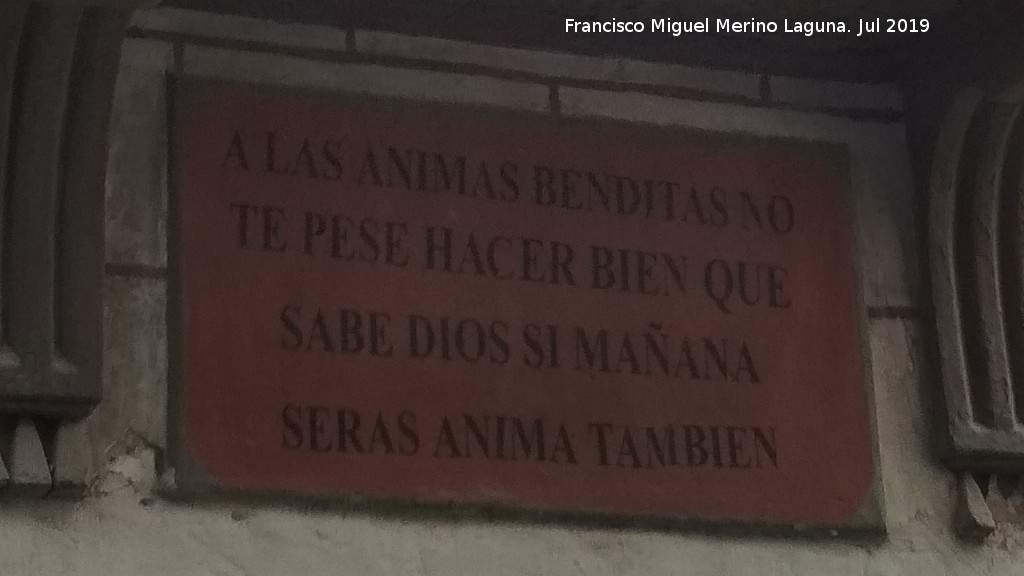 Francisco Miguel Merino Laguna. Jul 2019
A LAS ANIMAS BENDITAS NO
TE PESE HACER BIEN QUE
SABE DIOS SI MAÑANA
SERAS ANIMA TAMBIEN